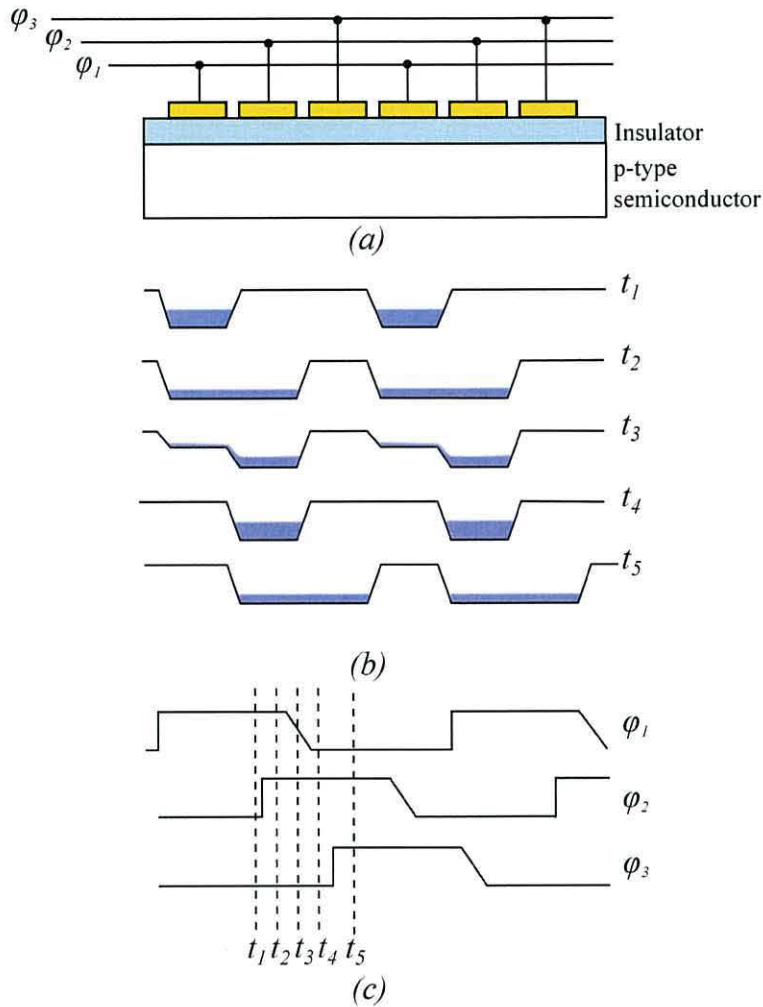 φ3
φ2
φ1
Insulator
p-type
semiconductor
(a)
t1
t2
t3
t4
t5
(b)
φ1
φ2
φ3
t1 t2 t3 t4 t5
(c)